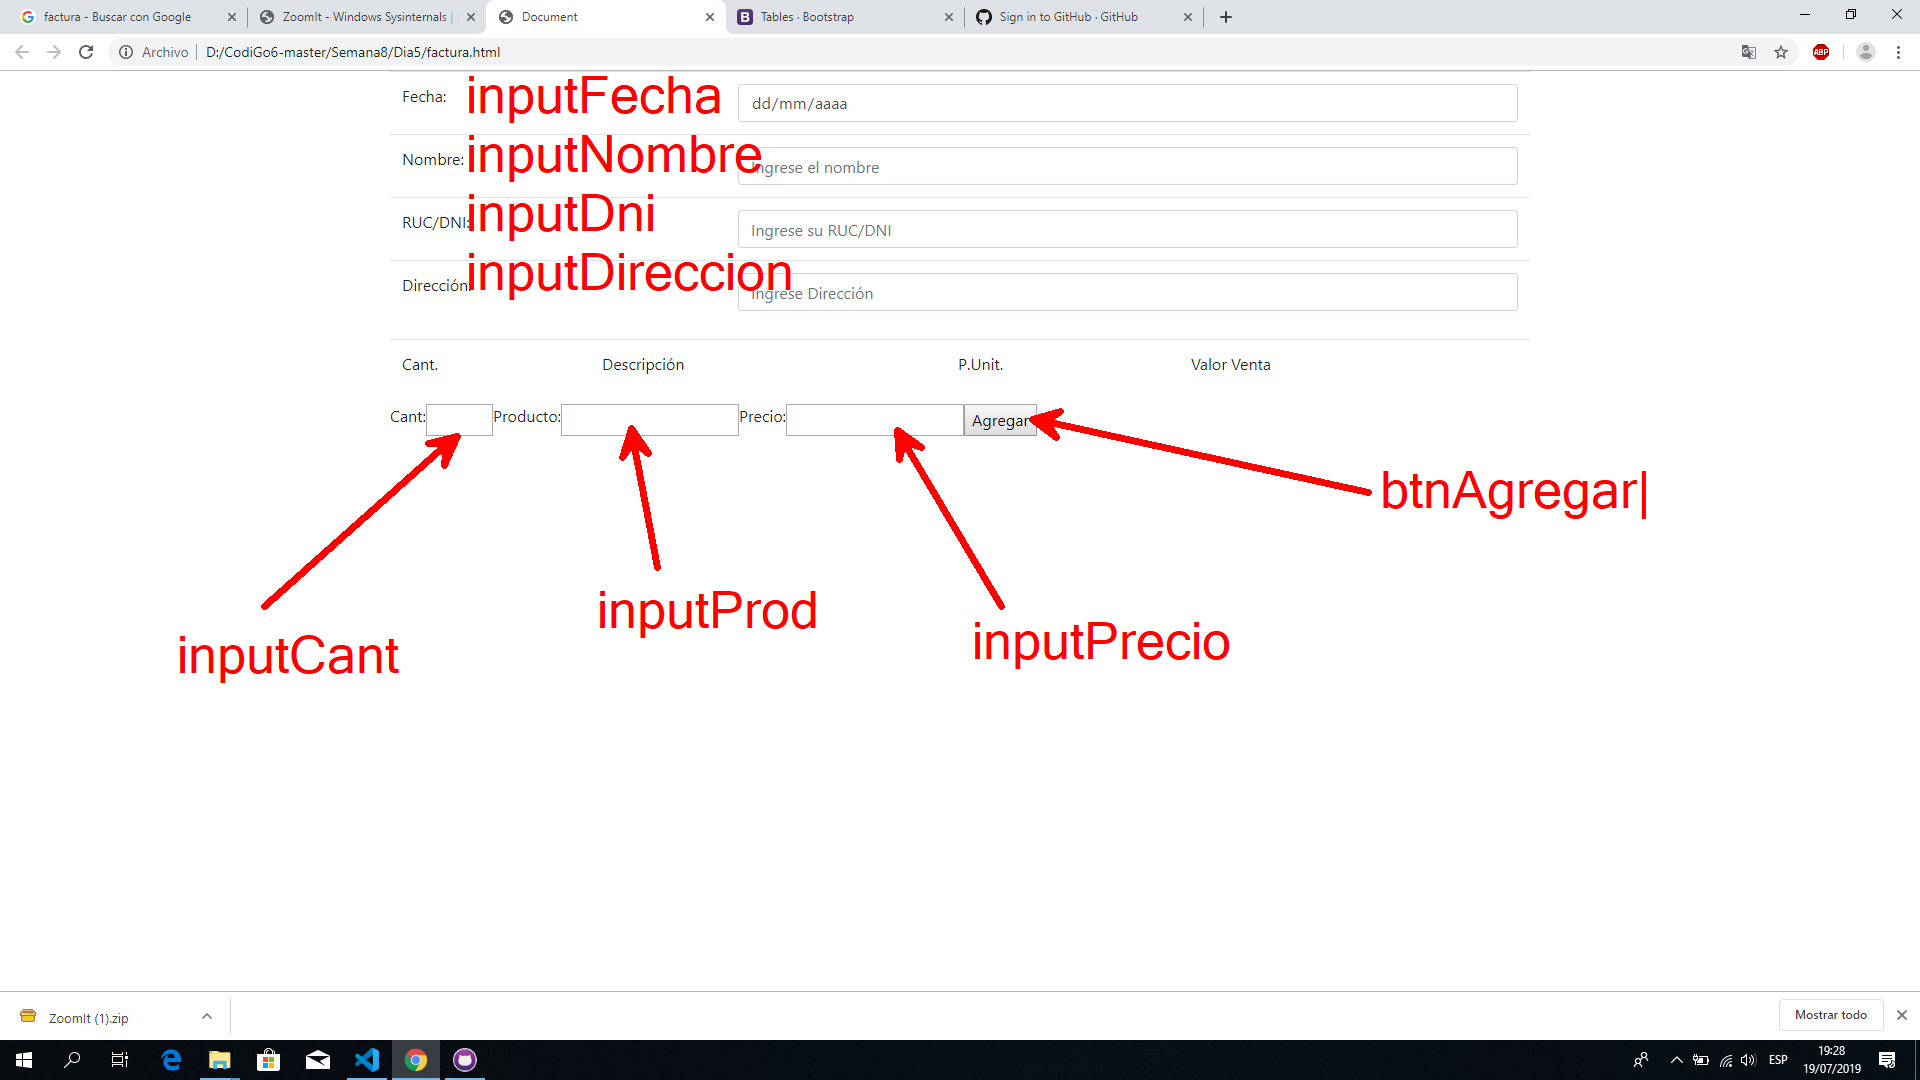 factura - Buscar con Google
ZoomIt - Windows Sysinternals |
Document
Tables · Bootstrap
Sign in to GitHub · GitHub
Archivo | D:/CodiGo6-master/Semana8/Dia5/factura.html
ABP
Fecha: inputFecha dd/mm/aaaa
Nombre: inputNombre Ingrese el nombre
RUC/DNI: inputDni Ingrese su RUC/DNI
Dirección: inputDireccion Ingrese Dirección
Cant. Descripción P.Unit. Valor Venta
Cant: Producto: Precio: Agregar
btnAgregar|
inputProd
inputPrecio
inputCant
ZoomIt (1).zip
Mostrar todo
ESP
19:28
19/07/2019